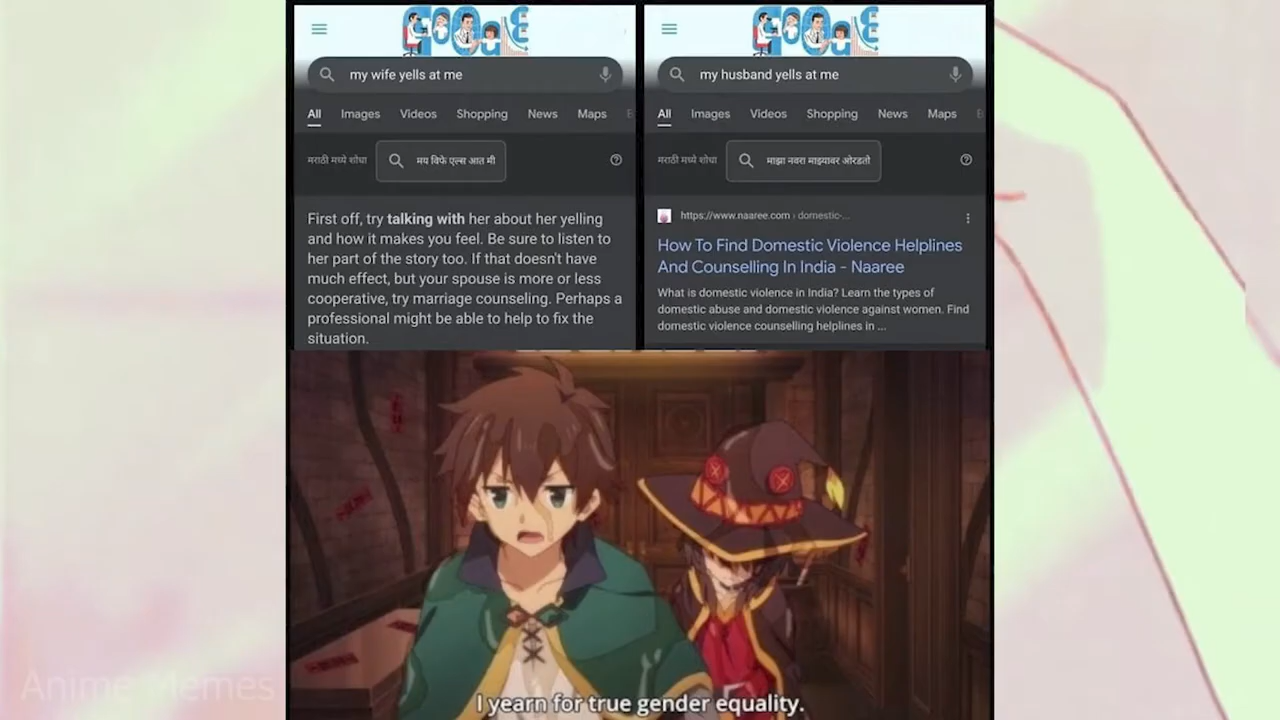 Google
my wife yells at me
All Images Videos Shopping News Maps
मराठी मध्ये शोधा
मय विफे एल्स आत मी
First off, try talking with her about her yelling
and how it makes you feel. Be sure to listen to
her part of the story too. If that doesn't have
much effect, but your spouse is more or less
cooperative, try marriage counseling. Perhaps a
professional might be able to help to fix the
situation.
Google
my husband yells at me
All Images Videos Shopping News Maps
मराठी मध्ये शोधा
माझा नवरा माझ्यावर ओरडतो
https://www.naaree.com › domestic-...
How To Find Domestic Violence Helplines
And Counselling In India - Naaree
What is domestic violence in India? Learn the types of
domestic abuse and domestic violence against women. Find
domestic violence counselling helplines in ...
I yearn for true gender equality.
Anime Memes